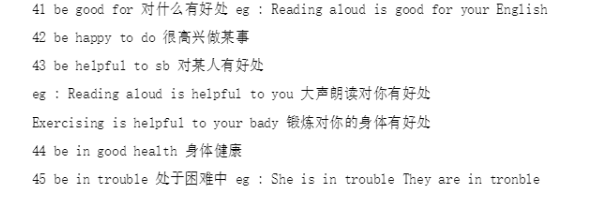 41 be good for 对什么有好处 eg : Reading aloud is good for your English
42 be happy to do 很高兴做某事
43 be helpful to sb 对某人有好处
eg : Reading aloud is helpful to you 大声朗读对你有好处
Exercising is helpful to your bady 锻炼对你的身体有好处
44 be in good health 身体健康
45 be in trouble 处于困难中 eg : She is in trouble They are in tronble